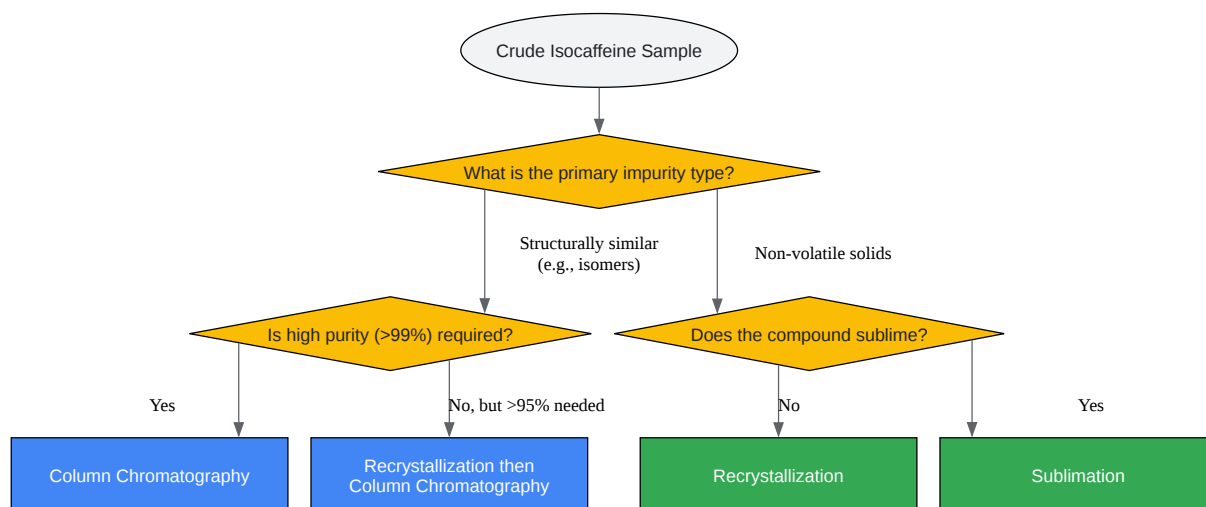 Crude Isocaffeine Sample
What is the primary impurity type?
Structurally similar
(e.g., isomers)
Non-volatile solids
Is high purity (>99%) required?
Does the compound sublime?
Yes
No, but >95% needed
No
Yes
Column Chromatography
Recrystallization then
Column Chromatography
Recrystallization
Sublimation